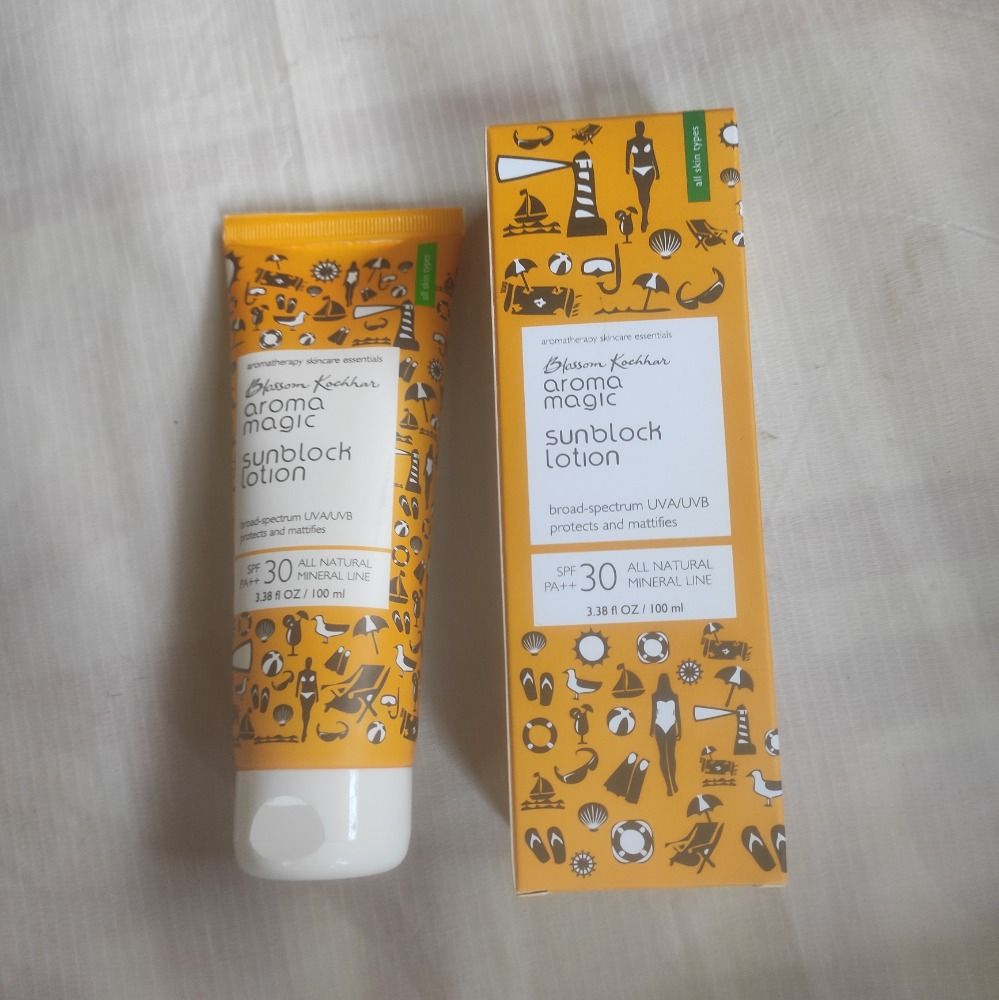 all skin types
aromatherapy skincare essentials
Blossom Kochhar
aroma
magic
sunblock
lotion
broad-spectrum UVA/UVB
protects and mattifies
SPF 30 ALL NATURAL
PA++ MINERAL LINE
3.38 fl OZ / 100 ml
all skin types
aromatherapy skincare essentials
Blossom Kochhar
aroma
magic
sunblock
lotion
broad-spectrum UVA/UVB
protects and mattifies
SPF 30 ALL NATURAL
PA++ MINERAL LINE
3.38 fl OZ / 100 ml